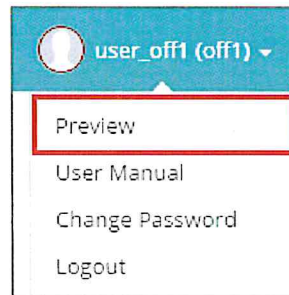 user_off1 (off1)
Preview
User Manual
Change Password
Logout